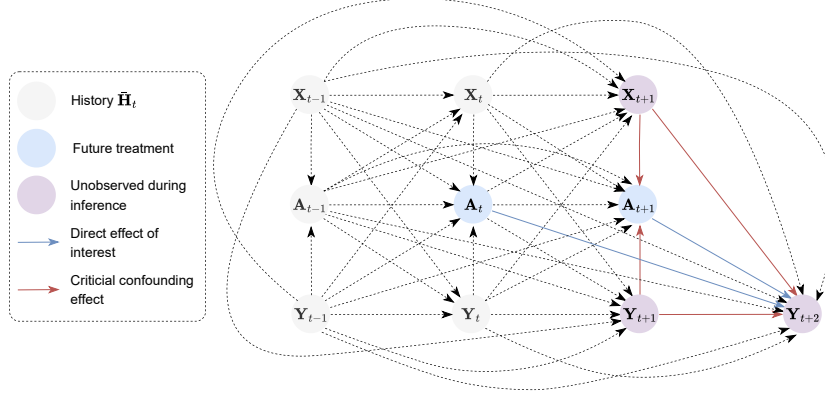 History H̄ₜ
Future treatment
Unobserved during
inference
Direct effect of
interest
Criticial confounding
effect
Xₜ₋₁ Xₜ Xₜ₊₁
Aₜ₋₁ Aₜ Aₜ₊₁
Yₜ₋₁ Yₜ Yₜ₊₁ Yₜ₊₂